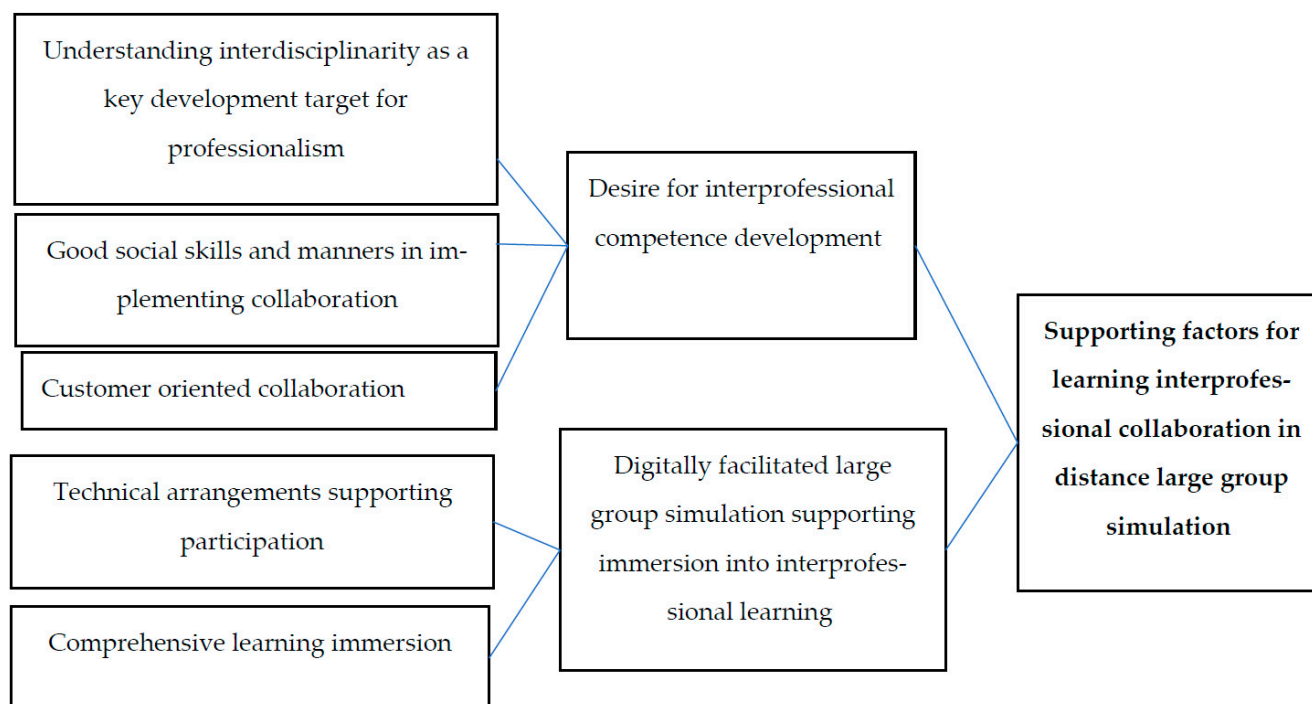 Understanding interdisciplinarity as a
key development target for
professionalism
Good social skills and manners in im-
plementing collaboration
Customer oriented collaboration
Technical arrangements supporting
participation
Comprehensive learning immersion
Desire for interprofessional
competence development
Digitally facilitated large
group simulation supporting
immersion into interprofes-
sional learning
Supporting factors for
learning interprofes-
sional collaboration in
distance large group
simulation